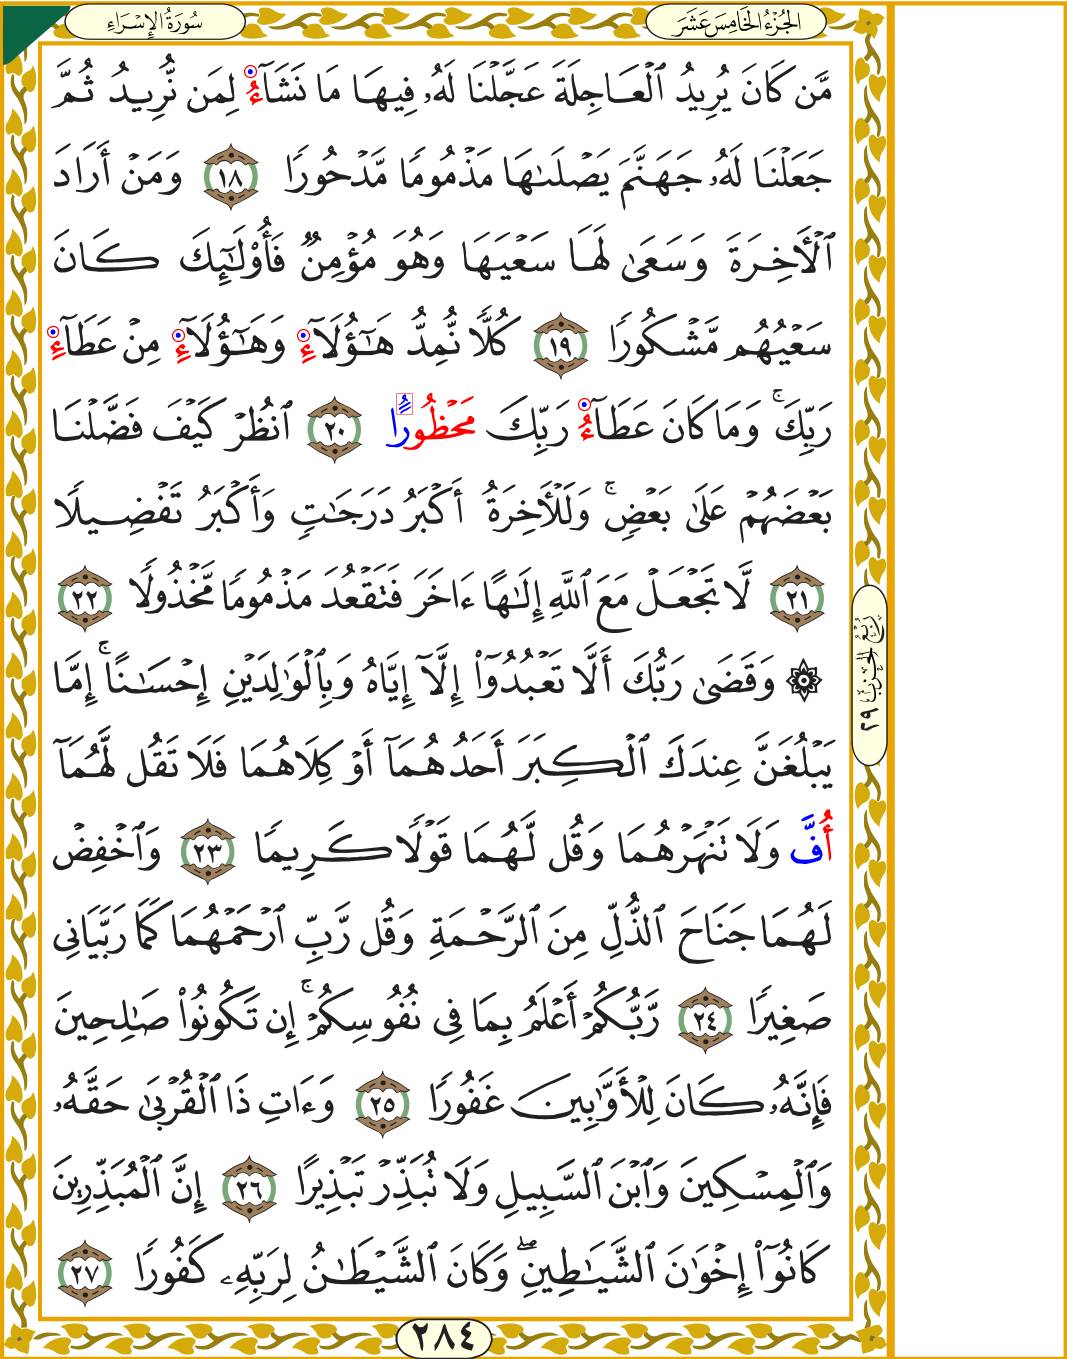 سُورَةُ الإِسْرَاءِ
الجُزْءُ الخَامِسَ عَشَرَ
مَّن كَانَ يُرِيدُ ٱلْعَاجِلَةَ عَجَّلْنَا لَهُۥ فِيهَا مَا نَشَآءُ لِمَن نُّرِيدُ ثُمَّ
جَعَلْنَا لَهُۥ جَهَنَّمَ يَصْلَىٰهَا مَذْمُومًا مَّدْحُورًا ١٨ وَمَنْ أَرَادَ
ٱلْأَخِرَةَ وَسَعَىٰ لَهَا سَعْيَهَا وَهُوَ مُؤْمِنٌ فَأُوْلَٰٓئِكَ كَانَ
سَعْيُهُم مَّشْكُورًا ١٩ كُلًّا نُّمِدُّ هَٰٓؤُلَآءِ وَهَٰٓؤُلَآءِ مِنْ عَطَآءِ
رَبِّكَۚ وَمَا كَانَ عَطَآءُ رَبِّكَ مَحْظُورًاٌ ٢٠ ٱنظُرْ كَيْفَ فَضَّلْنَا
بَعْضَهُمْ عَلَىٰ بَعْضٍۚ وَلَلْأَخِرَةُ أَكْبَرُ دَرَجَٰتٍ وَأَكْبَرُ تَفْضِيلًا
٢١ لَّا تَجْعَلْ مَعَ ٱللَّهِ إِلَٰهًا ءَاخَرَ فَتَقْعُدَ مَذْمُومًا مَّخْذُولًا ٢٢
۞ وَقَضَىٰ رَبُّكَ أَلَّا تَعْبُدُوٓاْ إِلَّآ إِيَّاهُ وَبِٱلْوَٰلِدَيْنِ إِحْسَٰنًاۚ إِمَّا
يَبْلُغَنَّ عِندَكَ ٱلْكِبَرَ أَحَدُهُمَآ أَوْ كِلَاهُمَا فَلَا تَقُل لَّهُمَآ
أُفَّ وَلَا تَنْهَرْهُمَا وَقُل لَّهُمَا قَوْلًا كَرِيمًا ٢٣ وَٱخْفِضْ
لَهُمَا جَنَاحَ ٱلذُّلِّ مِنَ ٱلرَّحْمَةِ وَقُل رَّبِّ ٱرْحَمْهُمَا كَمَا رَبَّيَانِى
صَغِيرًا ٢٤ رَّبُّكُمْ أَعْلَمُ بِمَا فِى نُفُوسِكُمْۚ إِن تَكُونُواْ صَٰلِحِينَ
فَإِنَّهُۥ كَانَ لِلْأَوَّٰبِينَ غَفُورًا ٢٥ وَءَاتِ ذَا ٱلْقُرْبَىٰ حَقَّهُۥ
وَٱلْمِسْكِينَ وَٱبْنَ ٱلسَّبِيلِ وَلَا تُبَذِّرْ تَبْذِيرًا ٢٦ إِنَّ ٱلْمُبَذِّرِينَ
كَانُوٓاْ إِخْوَٰنَ ٱلشَّيَٰطِينِۖ وَكَانَ ٱلشَّيْطَٰنُ لِرَبِّهِۦ كَفُورًا ٢٧
رُبْعُ الحِزْبِ ٢٩
٢٨٤